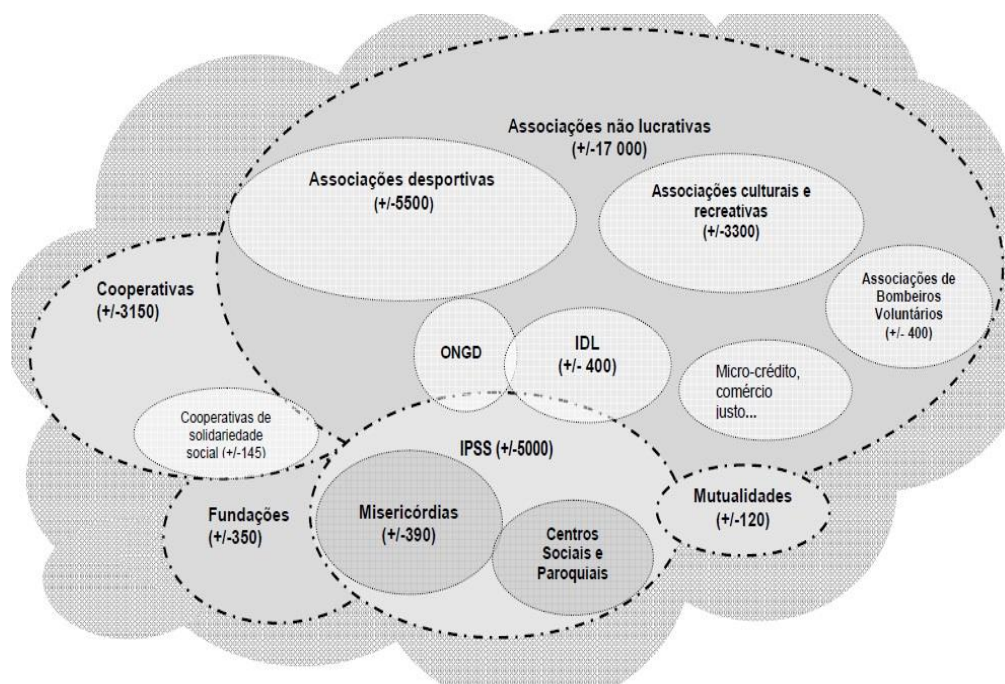 Associações não lucrativas
(+/-17 000)
Associações desportivas
(+/-5500)
Associações culturais e
recreativas
(+/-3300)
Cooperativas
(+/-3150)
Associações de
Bombeiros
Voluntários
(+/- 400)
ONGD
IDL
(+/- 400)
Micro-crédito,
comércio
justo...
Cooperativas de
solidariedade
social (+/-145)
IPSS (+/-5000)
Mutualidades
(+/-120)
Fundações
(+/-350)
Misericórdias
(+/-390)
Centros
Sociais e
Paroquiais